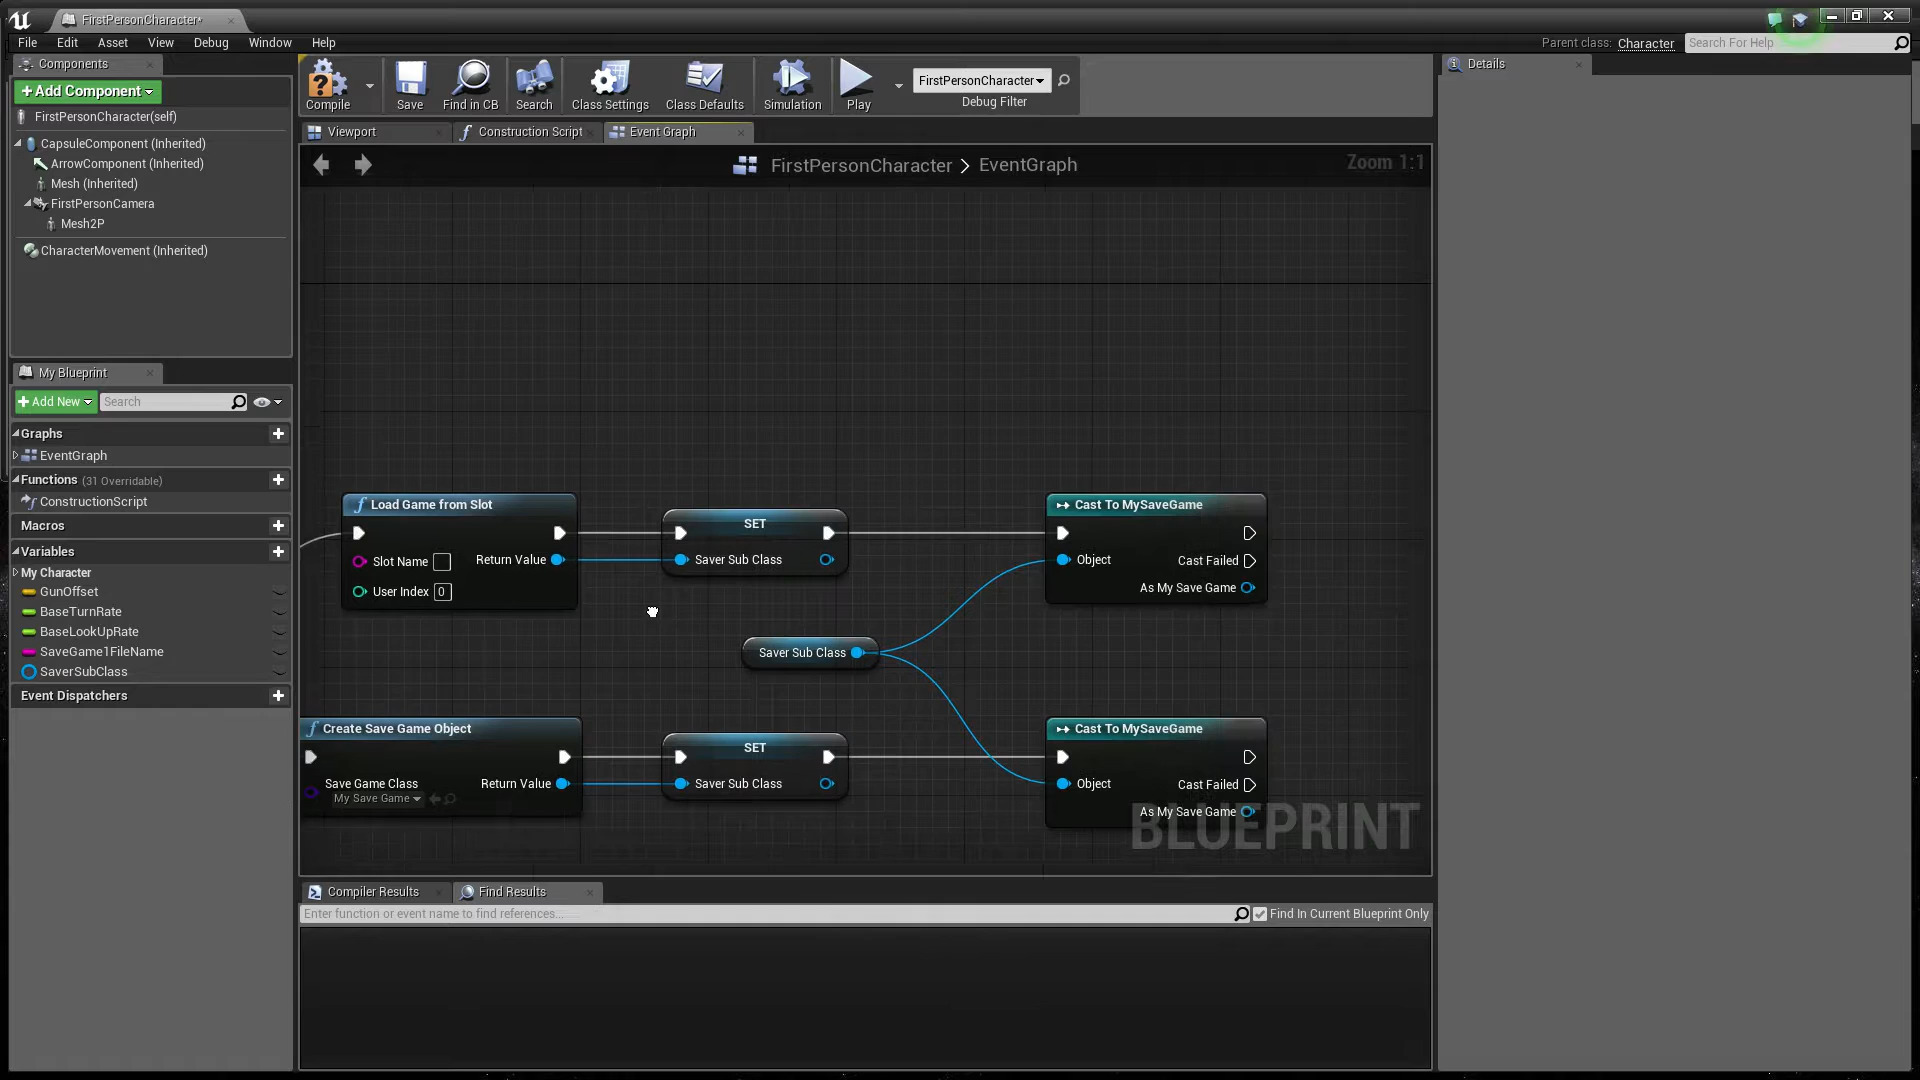 FirstPersonCharacter*
File Edit Asset View Debug Window Help
Parent class: Character Search For Help
Components
+Add Component
FirstPersonCharacter(self)
CapsuleComponent (Inherited)
ArrowComponent (Inherited)
Mesh (Inherited)
FirstPersonCamera
Mesh2P
CharacterMovement (Inherited)
My Blueprint
+Add New Search
Graphs
EventGraph
Functions (31 Overridable)
ConstructionScript
Macros
Variables
My Character
GunOffset
BaseTurnRate
BaseLookUpRate
SaveGame1FileName
SaverSubClass
Event Dispatchers
Compile Save Find in CB Search Class Settings Class Defaults Simulation Play
FirstPersonCharacter
Debug Filter
Viewport Construction Script Event Graph
FirstPersonCharacter > EventGraph
Zoom 1:1
Load Game from Slot
Slot Name
Return Value
User Index 0
SET
Saver Sub Class
Cast To MySaveGame
Object
Cast Failed
As My Save Game
Saver Sub Class
Create Save Game Object
Save Game Class
My Save Game
Return Value
SET
Saver Sub Class
Cast To MySaveGame
Object
Cast Failed
As My Save Game
BLUEPRINT
Compiler Results Find Results
Enter function or event name to find references...
Find In Current Blueprint Only
Details